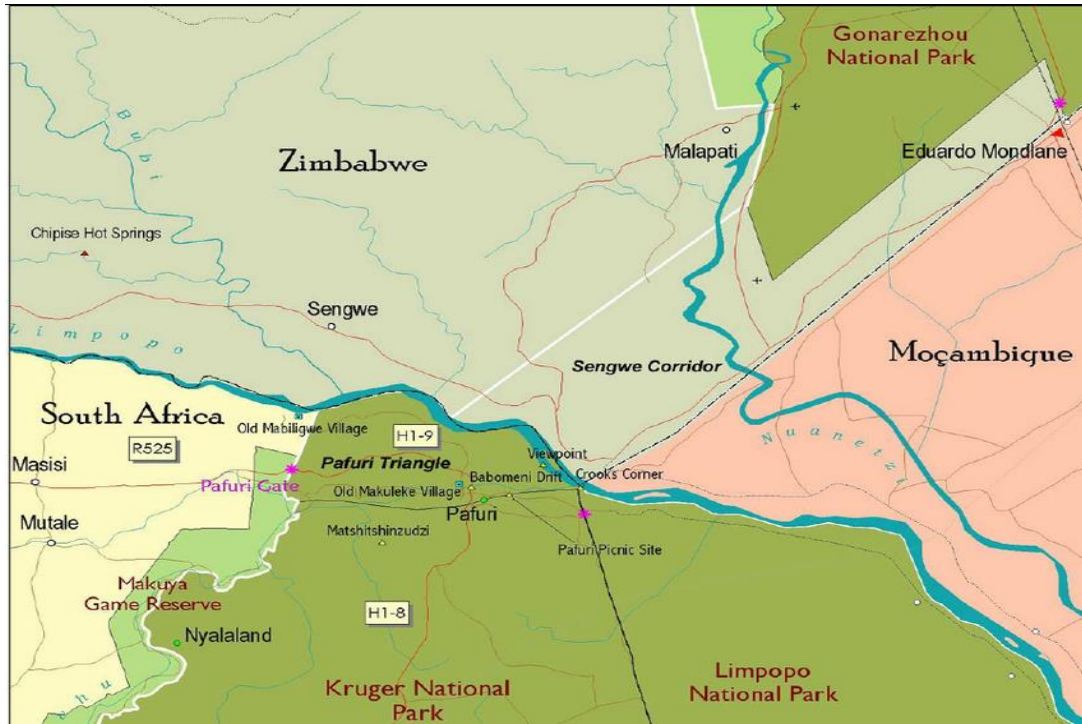 Gonarezhou
National Park
Bubi
Zimbabwe
Malapati
Eduardo Mondlane
Chipise Hot Springs
Sengwe
Limpopo
Moçambique
Sengwe Corridor
South Africa
Old Mabiligwe Village
R525
H1-9
Nuanetzi
Masisi
Pafuri Triangle
Viewpoint
Pafuri Gate
Babomeni Drift
Crook's Corner
Old Makuleke Village
Pafuri
Mutale
Matshitshinzudzi
Pafuri Picnic Site
Makuya
Game Reserve
H1-8
Nyalaland
Limpopo
National Park
Kruger National
Park